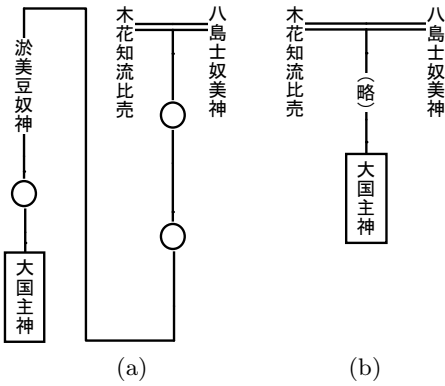 八島士奴美神
木花知流比売
淤美豆奴神
大国主神
(a)
八島士奴美神
木花知流比売
(略)
大国主神
(b)